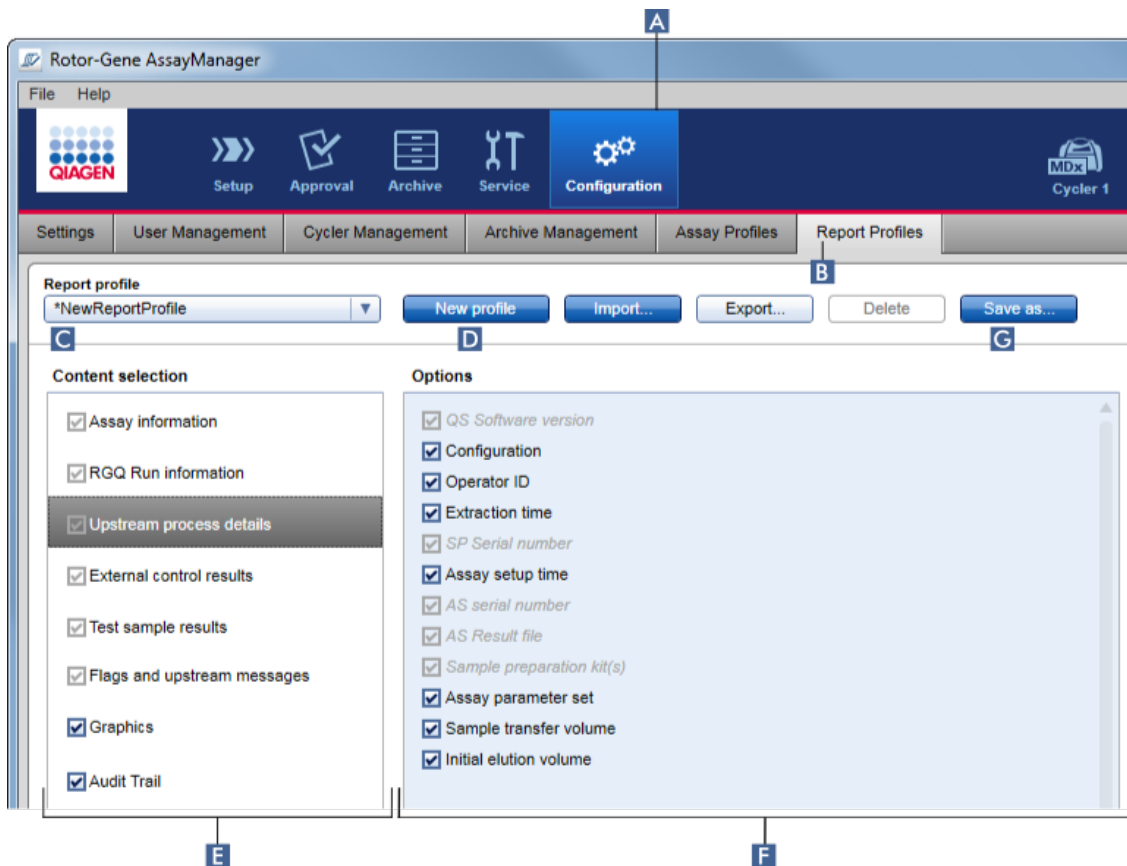 A
Rotor-Gene AssayManager
File Help
QIAGEN
Setup Approval Archive Service Configuration MDx Cycler 1
Settings User Management Cycler Management Archive Management Assay Profiles Report Profiles
B
Report profile
*NewReportProfile New profile Import... Export... Delete Save as...
C D G
Content selection Options
Assay information
RGQ Run information
Upstream process details
External control results
Test sample results
Flags and upstream messages
Graphics
Audit Trail
QS Software version
Configuration
Operator ID
Extraction time
SP Serial number
Assay setup time
AS serial number
AS Result file
Sample preparation kit(s)
Assay parameter set
Sample transfer volume
Initial elution volume
E F